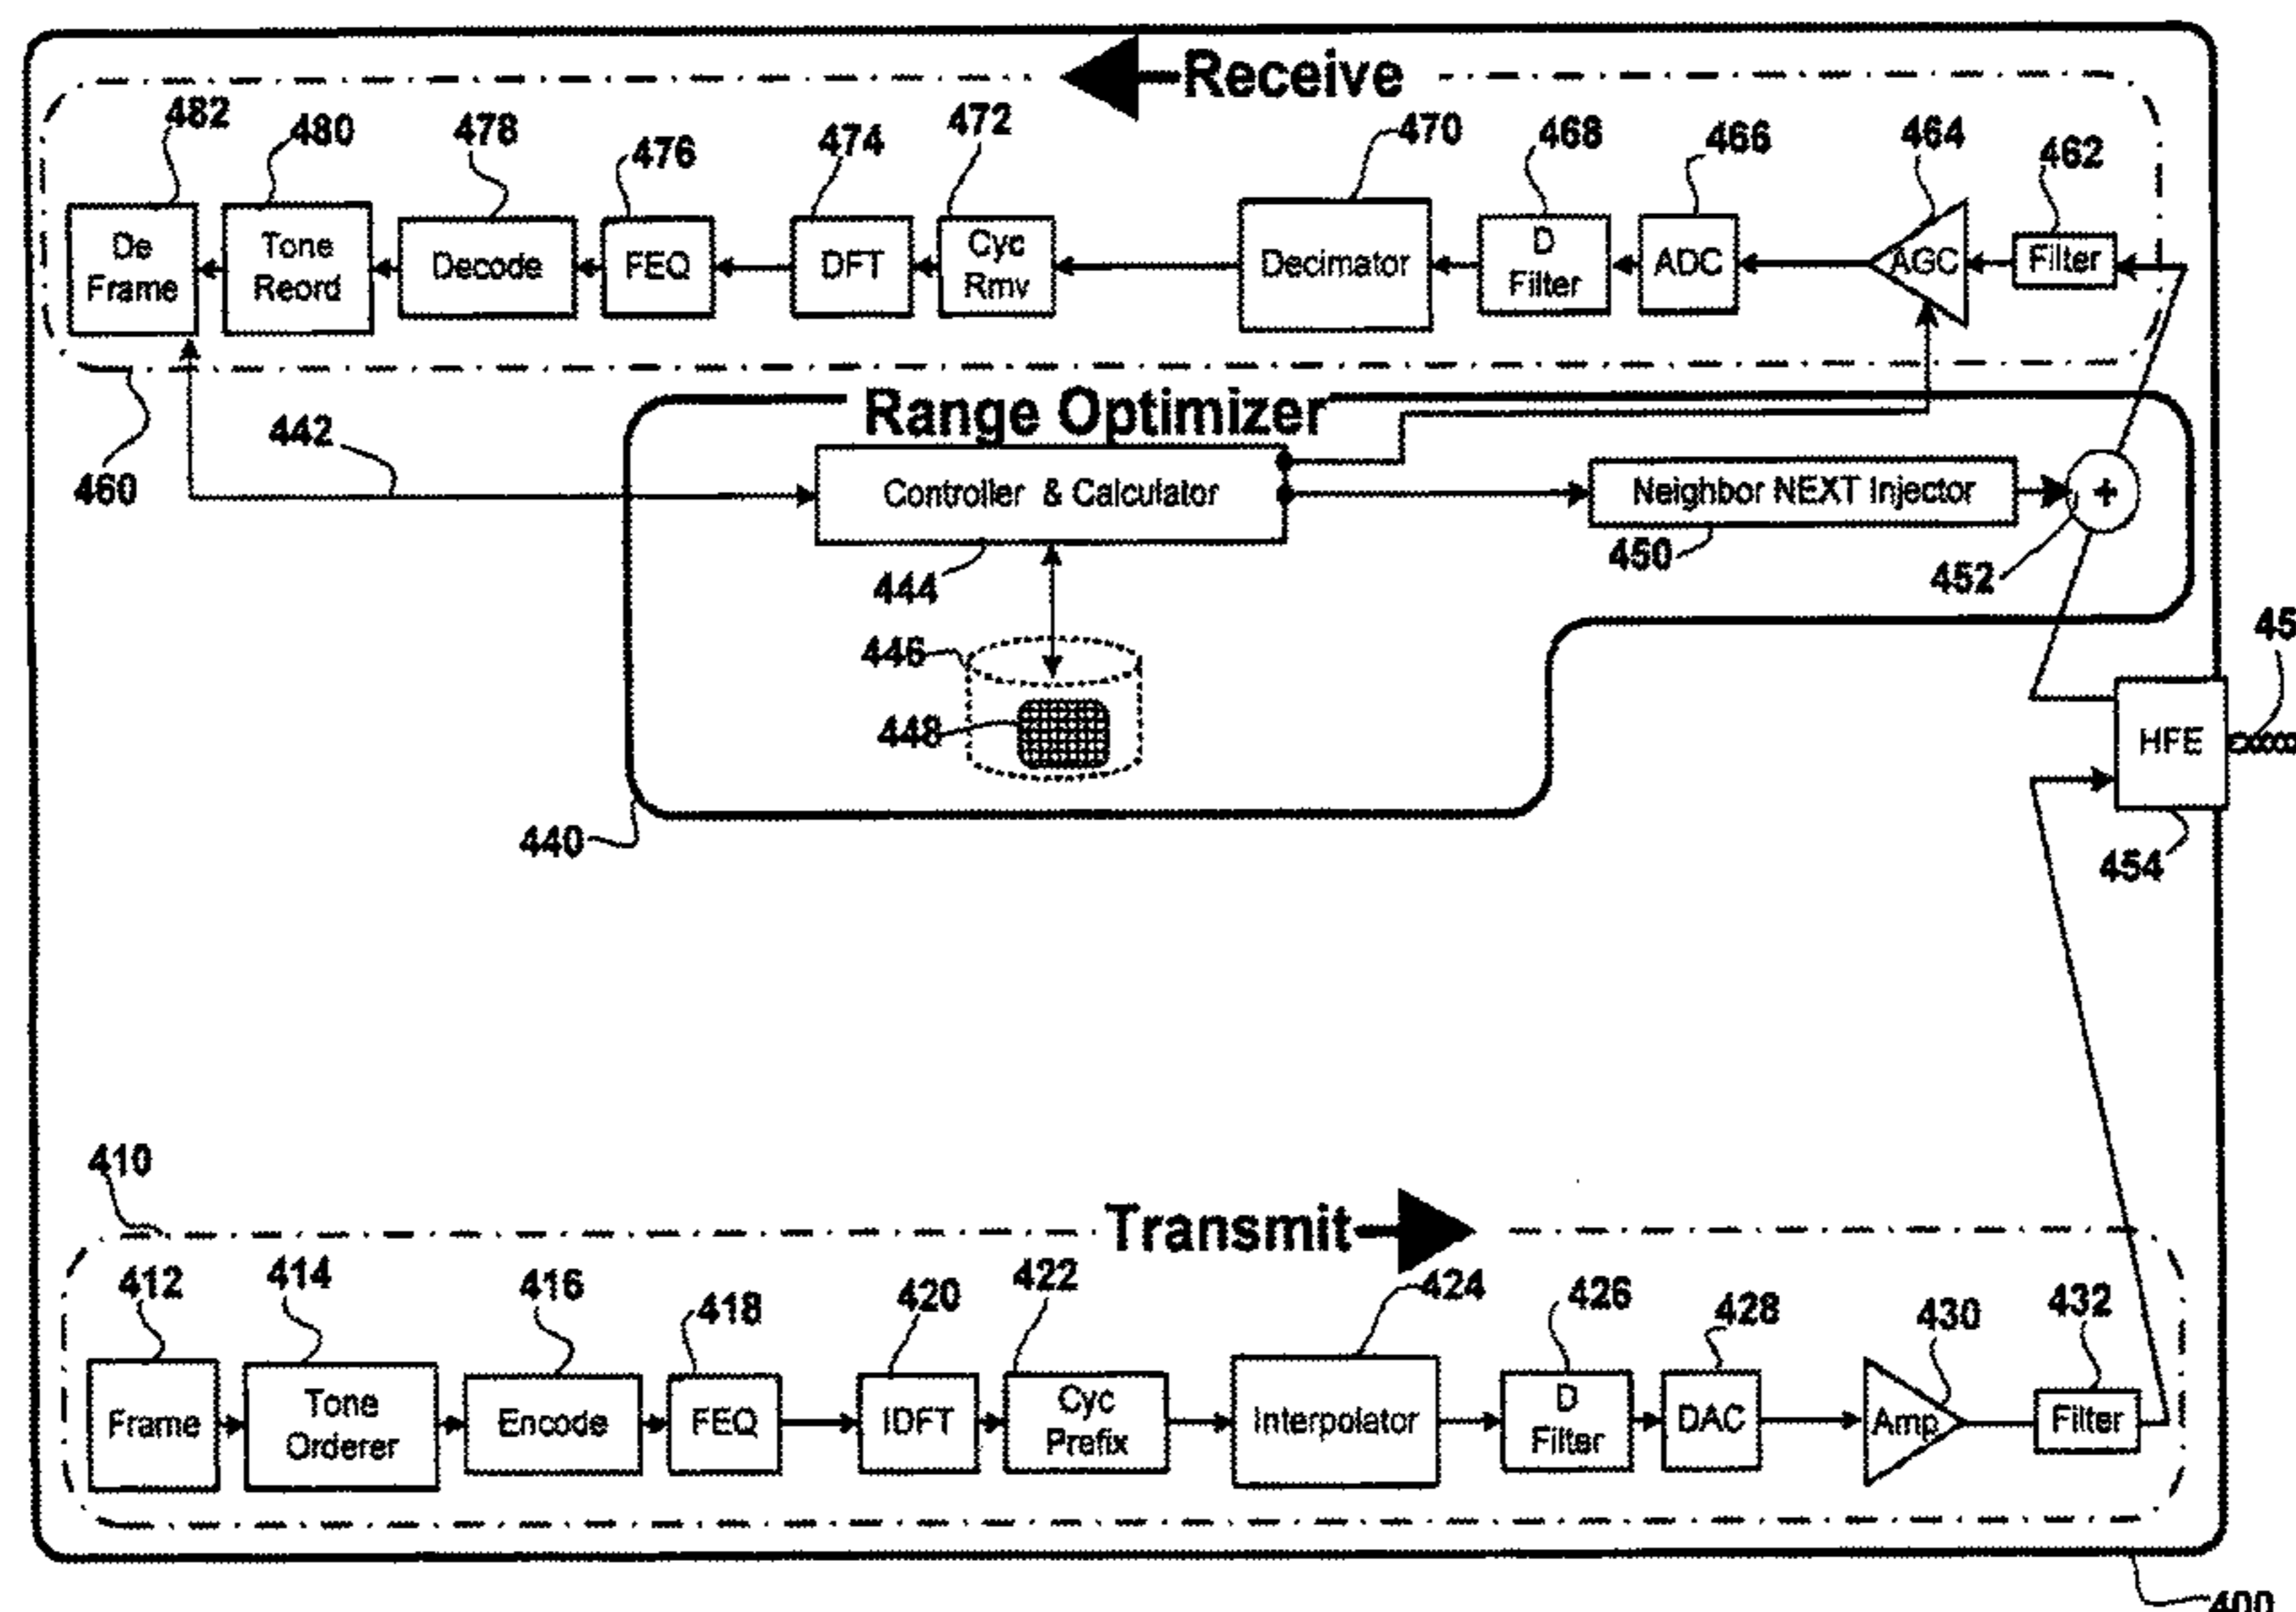 Receive
482
480
478
476
474
472
470
468
466
464
462
De
Frame
Tone
Reord
Decode
FEQ
DFT
Cyc
Rmv
Decimator
D
Filter
ADC
AGC
Filter
460
442
Range Optimizer
Controller & Calculator
444
Neighbor NEXT Injector
450
+
452
446
448
440
HFE
454
410
Transmit
412
414
416
418
420
422
424
426
428
430
432
Frame
Tone
Orderer
Encode
FEQ
IDFT
Cyc
Prefix
Interpolator
D
Filter
DAC
Amp
Filter
400